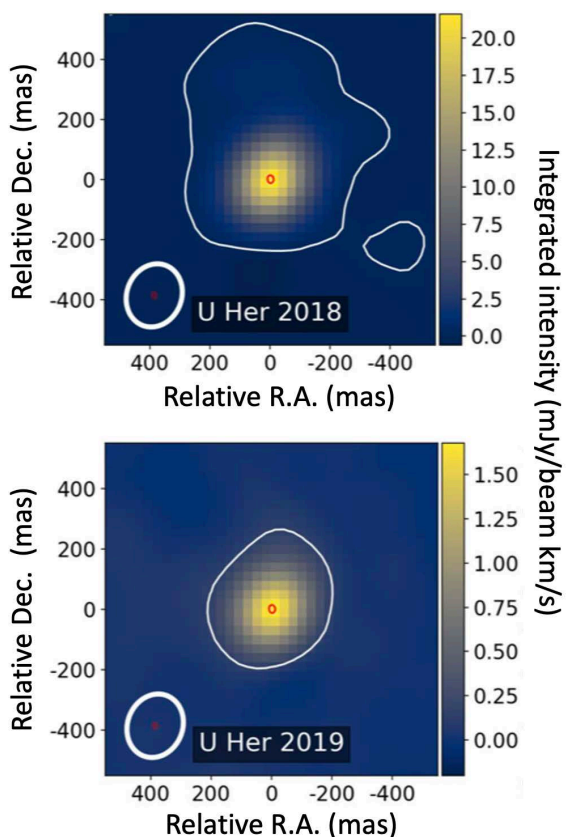 Relative Dec. (mas)
400
200
0
-200
-400
U Her 2018
400 200 0 -200 -400
Relative R.A. (mas)
20.0
17.5
15.0
12.5
10.0
7.5
5.0
2.5
0.0
Integrated intensity (mJy/beam km/s)
Relative Dec. (mas)
400
200
0
-200
-400
U Her 2019
400 200 0 -200 -400
Relative R.A. (mas)
1.50
1.25
1.00
0.75
0.50
0.25
0.00